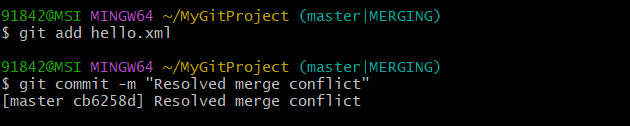 91842@MSI MINGW64 ~/MyGitProject (master|MERGING)
$ git add hello.xml
91842@MSI MINGW64 ~/MyGitProject (master|MERGING)
$ git commit -m "Resolved merge conflict"
[master cb6258d] Resolved merge conflict